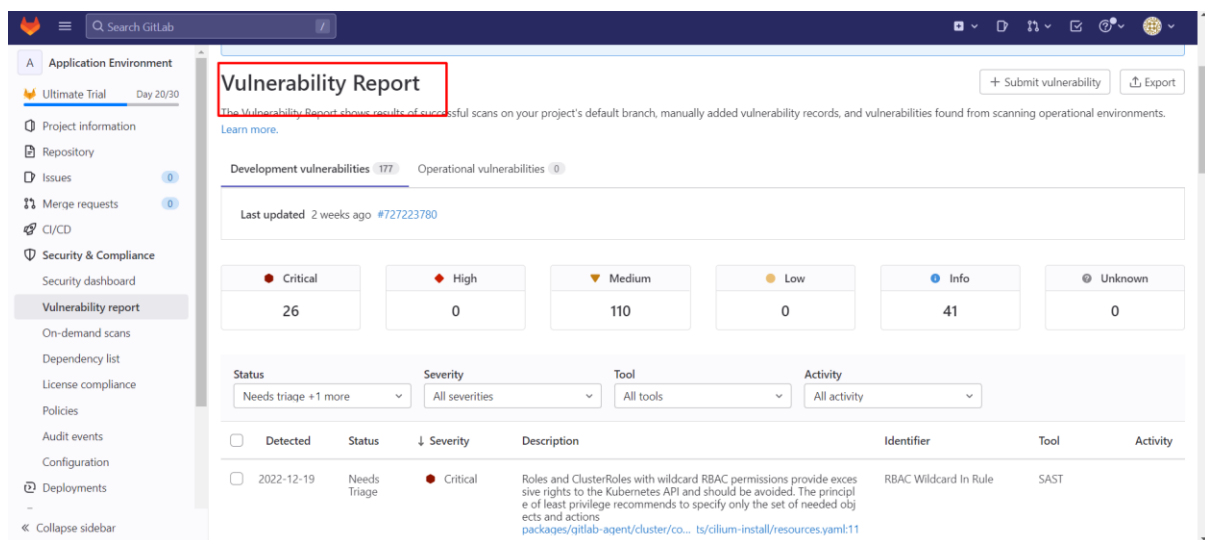 Search GitLab /
A Application Environment
Ultimate Trial Day 20/30
Project information
Repository
Issues 0
Merge requests 0
CI/CD
Security & Compliance
Security dashboard
Vulnerability report
On-demand scans
Dependency list
License compliance
Policies
Audit events
Configuration
Deployments
Collapse sidebar
Vulnerability Report
+ Submit vulnerability
Export
The Vulnerability Report shows results of successful scans on your project's default branch, manually added vulnerability records, and vulnerabilities found from scanning operational environments.
Learn more.
Development vulnerabilities 177 Operational vulnerabilities 0
Last updated 2 weeks ago #727223780
Critical High Medium Low Info Unknown
26 0 110 0 41 0
Status Severity Tool Activity
Needs triage +1 more All severities All tools All activity
Detected Status ↓ Severity Description Identifier Tool Activity
2022-12-19 Needs Triage Critical Roles and ClusterRoles with wildcard RBAC permissions provide exces RBAC Wildcard In Rule SAST
sive rights to the Kubernetes API and should be avoided. The principl
e of least privilege recommends to specify only the set of needed obj
ects and actions
packages/gitlab-agent/cluster/co... ts/cilium-install/resources.yaml:11